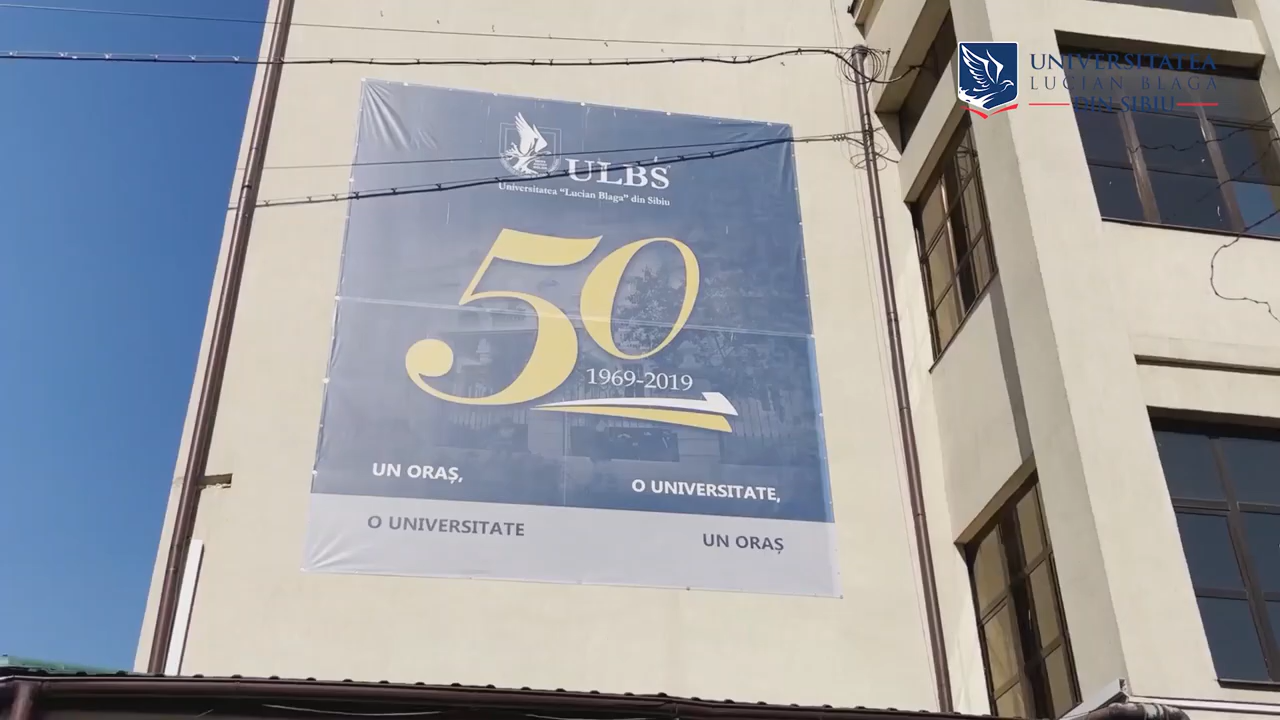 UNIVERSITATEA
LUCIAN BLAGA
DIN SIBIU
ULBS
Universitatea "Lucian Blaga" din Sibiu
50
1969-2019
UN ORAȘ,
O UNIVERSITATE
O UNIVERSITATE,
UN ORAȘ